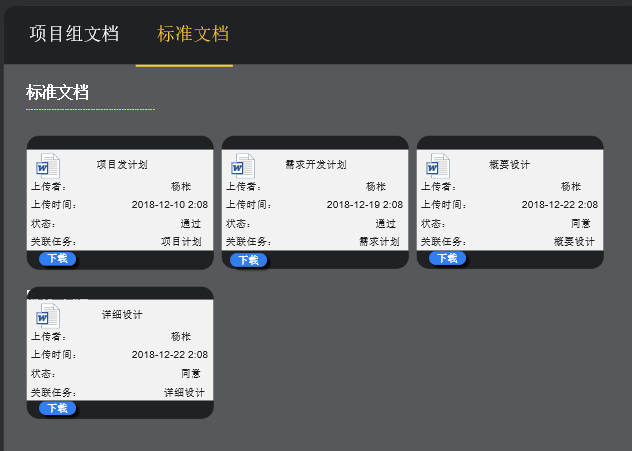 项目组文档 标准文档
标准文档
项目发计划
上传者: 杨枨
上传时间: 2018-12-10 2:08
状态: 通过
关联任务: 项目计划
下载
需求开发计划
上传者: 杨枨
上传时间: 2018-12-19 2:08
状态: 通过
关联任务: 需求计划
下载
概要设计
上传者: 杨枨
上传时间: 2018-12-22 2:08
状态: 同意
关联任务: 概要设计
下载
详细设计
上传者: 杨枨
上传时间: 2018-12-22 2:08
状态: 同意
关联任务: 详细设计
下载